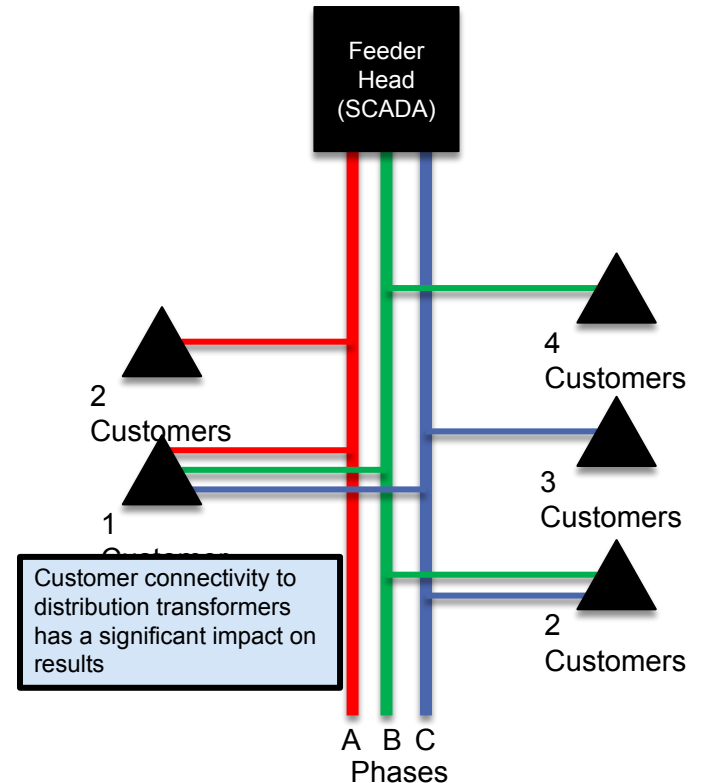 Feeder
Head
(SCADA)
4
Customers
2
Customers
3
Customers
1
Customer
Customer connectivity to
distribution transformers
has a significant impact on
results
2
Customers
A B C
Phases